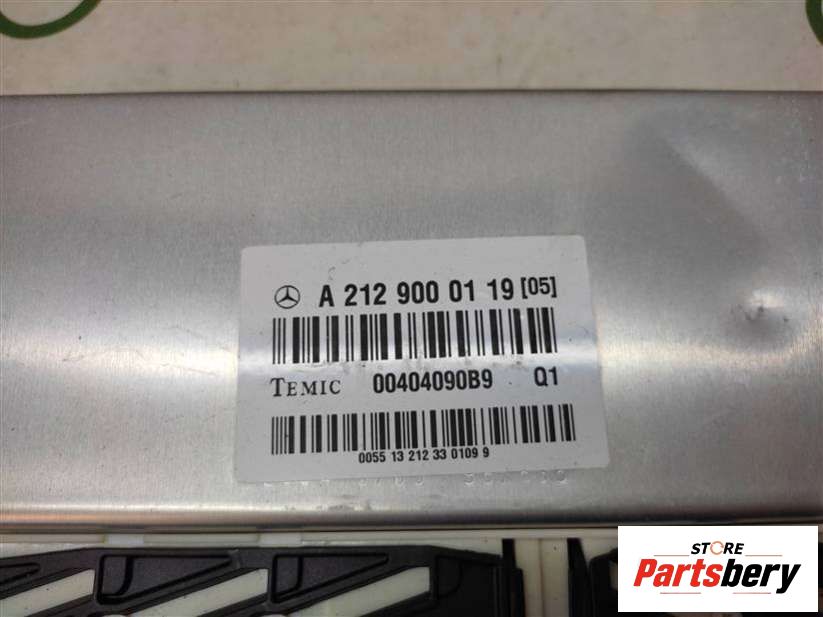 A 212 900 01 19 [05]
TEMIC 00404090B9 Q1
0055 13 212 33 0109 9
STORE
Partsbery